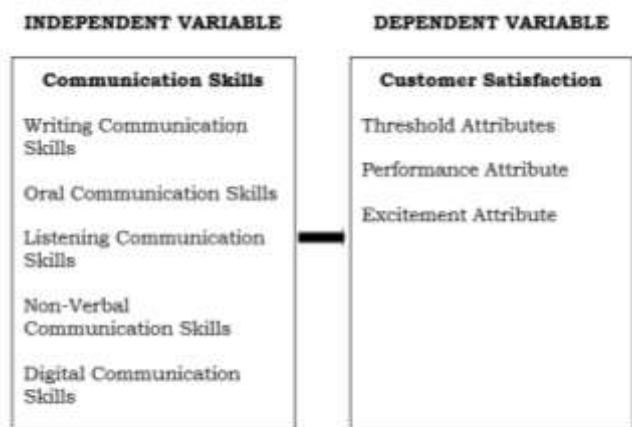 INDEPENDENT VARIABLE
Communication Skills
Writing Communication
Skills
Oral Communication Skills
Listening Communication
Skills
Non-Verbal
Communication Skills
Digital Communication
Skills
DEPENDENT VARIABLE
Customer Satisfaction
Threshold Attributes
Performance Attribute
Excitement Attribute